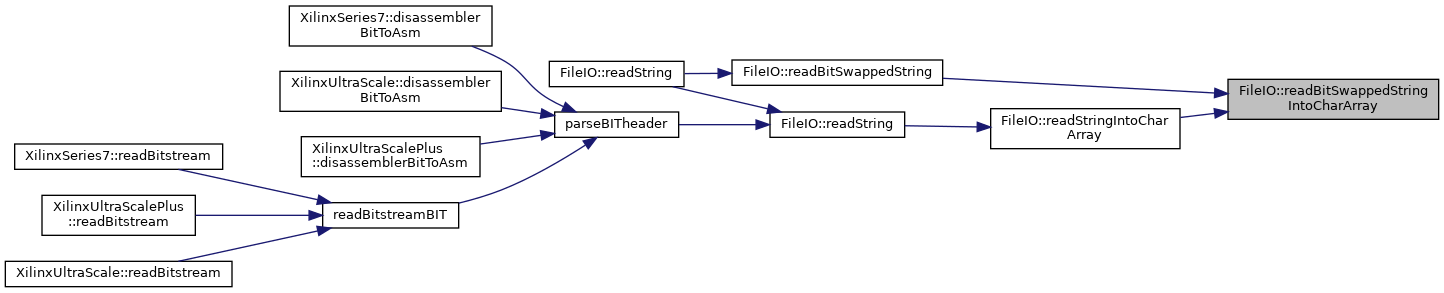 XilinxSeries7::disassembler
BitToAsm
FileIO::readString
FileIO::readBitSwappedString
XilinxUltraScale::disassembler
BitToAsm
FileIO::readBitSwappedString
IntoCharArray
parseBITheader
FileIO::readString
FileIO::readStringIntoChar
Array
XilinxUltraScalePlus
::disassemblerBitToAsm
XilinxSeries7::readBitstream
XilinxUltraScalePlus
::readBitstream
readBitstreamBIT
XilinxUltraScale::readBitstream